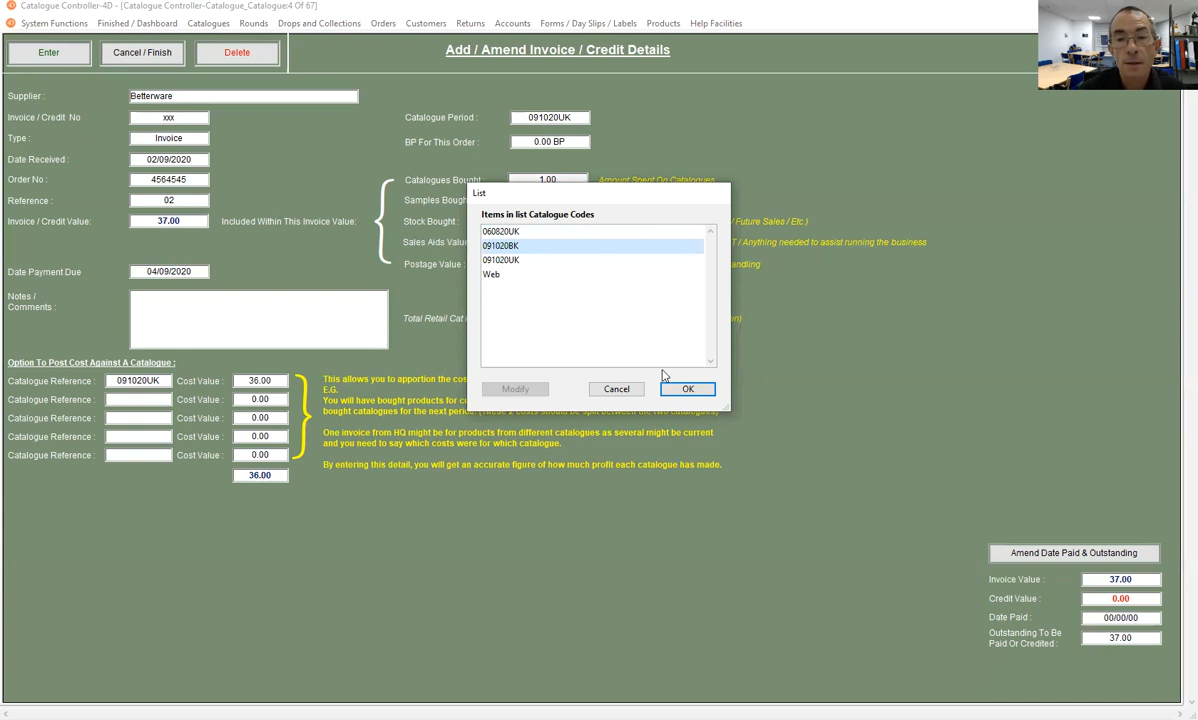 Catalogue Controller-4D - [Catalogue Controller-Catalogue_Catalogue:4 Of 67]
System Functions Finished / Dashboard Catalogues Rounds Drops and Collections Orders Customers Returns Accounts Forms / Day Slips / Labels Products Help Facilities
Enter Cancel / Finish Delete
Add / Amend Invoice / Credit Details
Supplier : Betterware
Invoice / Credit No xxx
Type : Invoice
Date Received : 02/09/2020
Order No : 4564545
Reference : 02
Invoice / Credit Value: 37.00 Included Within This Invoice Value:
Date Payment Due 04/09/2020
Notes /
Comments :
Catalogue Period : 091020UK
BP For This Order : 0.00 BP
Catalogues Bought : 1.00 Amount Spent On Catalogues
Samples Bough
Stock Bought : / Future Sales / Etc.)
Sales Aids Valu T / Anything needed to assist running the business
Postage Value : ndling
Total Retail Cat
List
Items in list Catalogue Codes
060820UK
091020BK
091020UK
Web
Modify Cancel OK
Option To Post Cost Against A Catalogue :
Catalogue Reference : 091020UK Cost Value : 36.00
Catalogue Reference : Cost Value : 0.00
Catalogue Reference : Cost Value : 0.00
Catalogue Reference : Cost Value : 0.00
Catalogue Reference : Cost Value : 0.00
36.00
This allows you to apportion the cos
E.G.
You will have bought products for c
bought catalogues for the next period. (These 2 costs should be split between the two catalogues)
One invoice from HQ might be for products from different catalogues as several might be current
and you need to say which costs were for which catalogue.
By entering this detail, you will get an accurate figure of how much profit each catalogue has made.
Amend Date Paid & Outstanding
Invoice Value : 37.00
Credit Value : 0.00
Date Paid : 00/00/00
Outstanding To Be
Paid Or Credited : 37.00